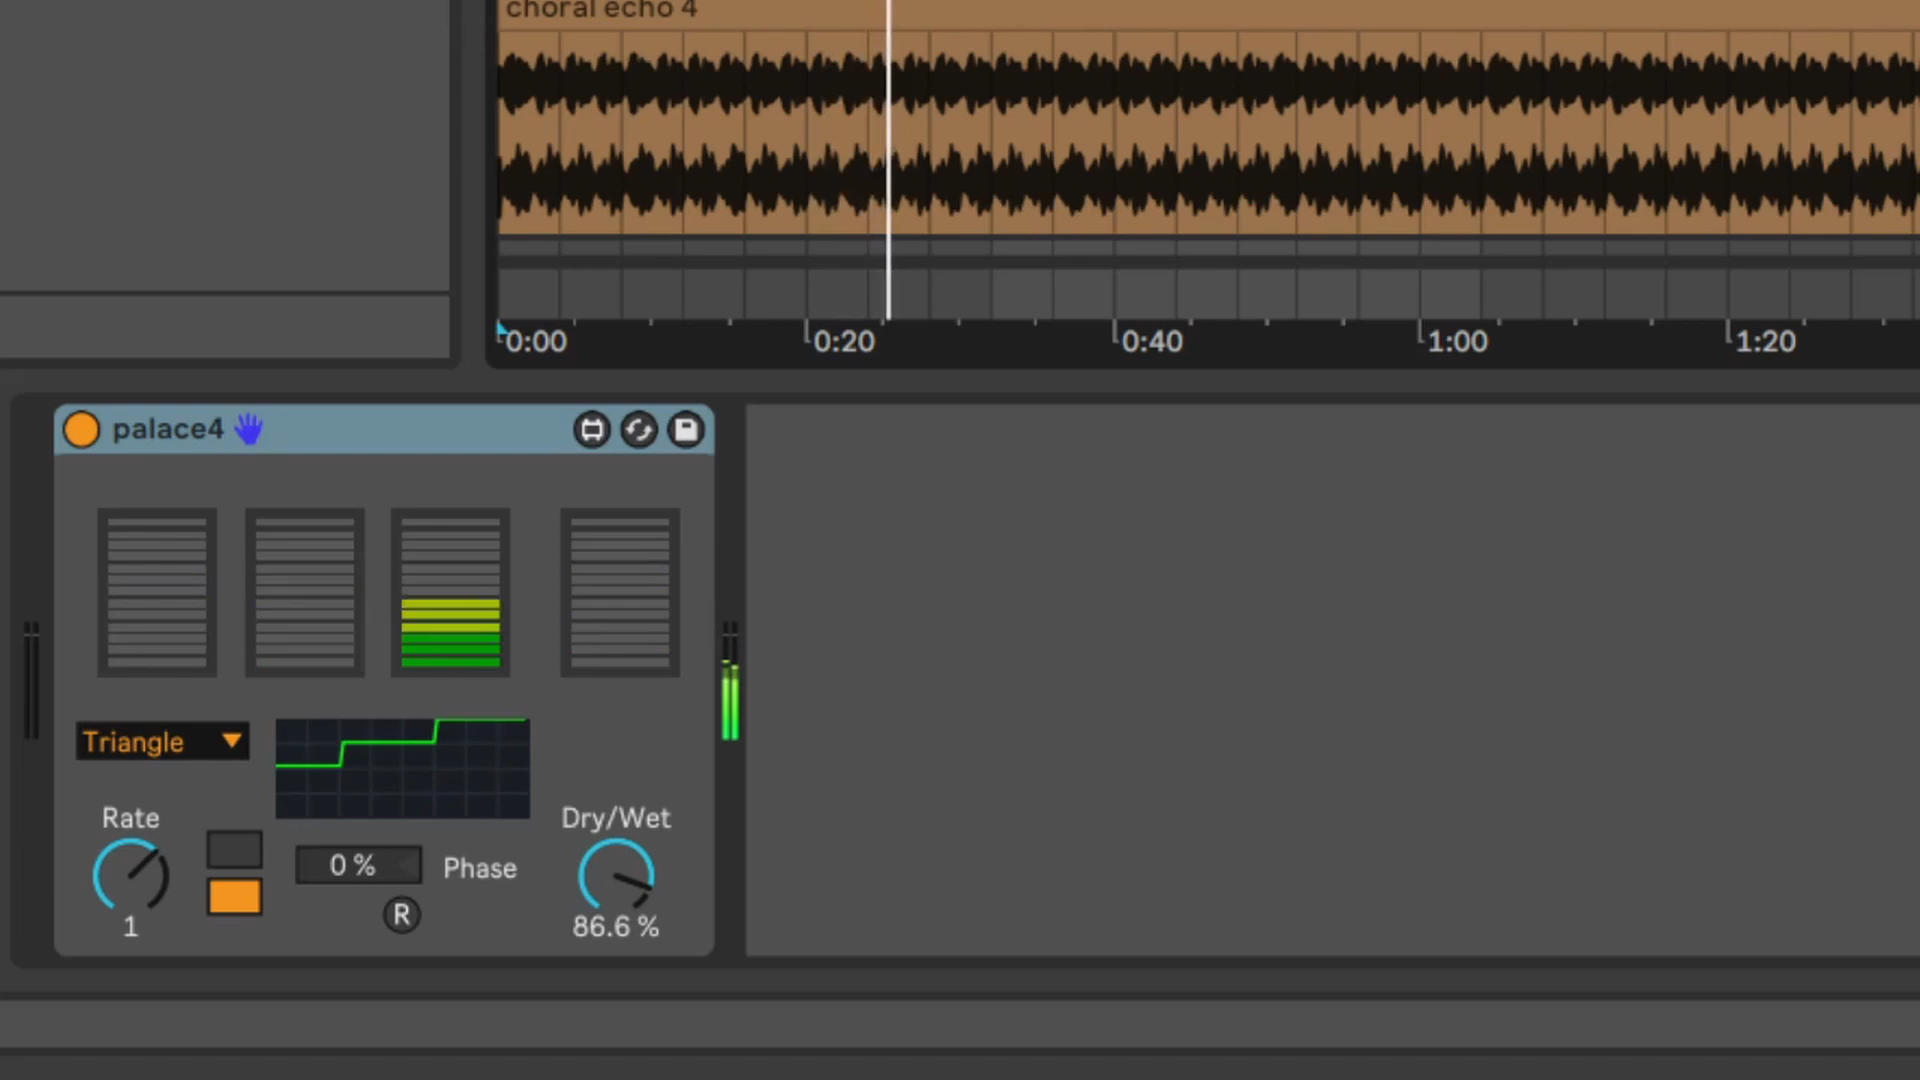 choral echo 4
0:00 0:20 0:40 1:00 1:20
palace4
Triangle
Rate
1
0 %
Phase
R
Dry/Wet
86.6 %